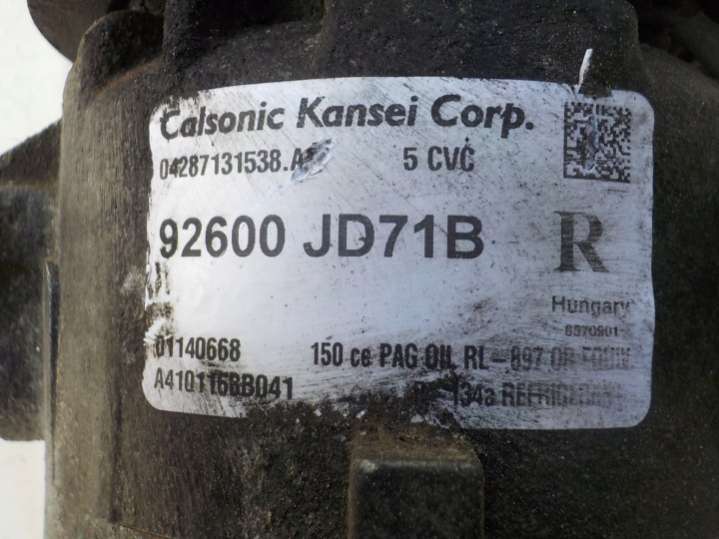 Calsonic Kansei Corp.
04287131538.A 5 CVC
92600 JD71B R
Hungary
01140668 150 cc PAG OIL RL-897 OR EQUIV
A410116BB041 R-134a REFRIGERANT